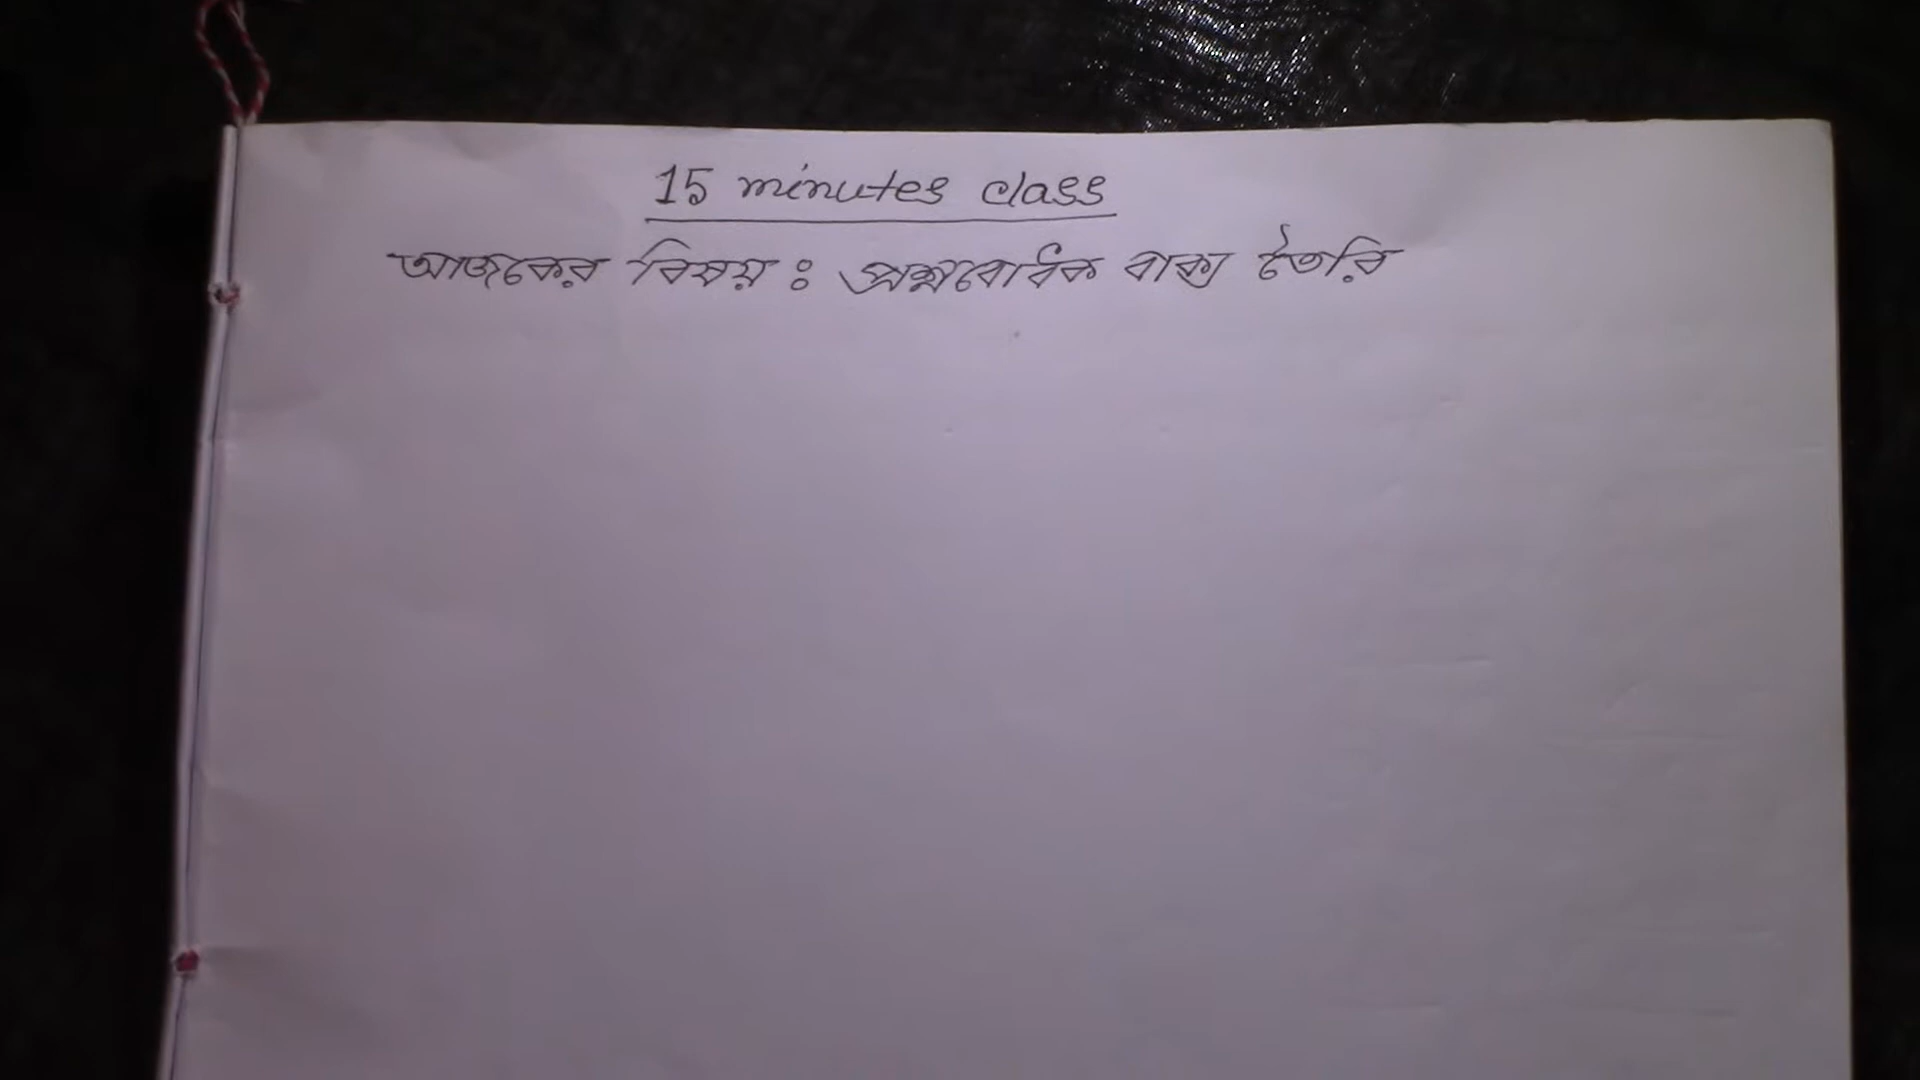 15 minutes class
আজকের বিষয় : প্রশ্নবোধক বাক্য তৈরি